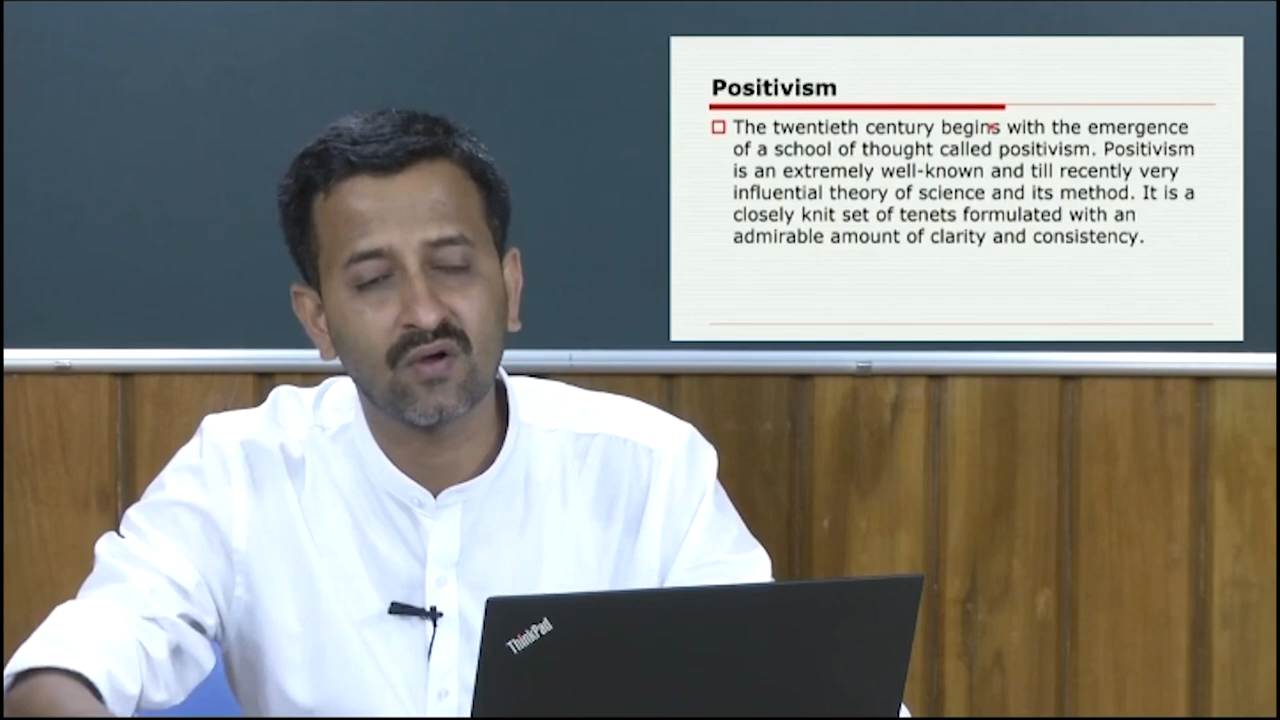 Positivism
The twentieth century begins with the emergence
of a school of thought called positivism. Positivism
is an extremely well-known and till recently very
influential theory of science and its method. It is a
closely knit set of tenets formulated with an
admirable amount of clarity and consistency.
ThinkPad